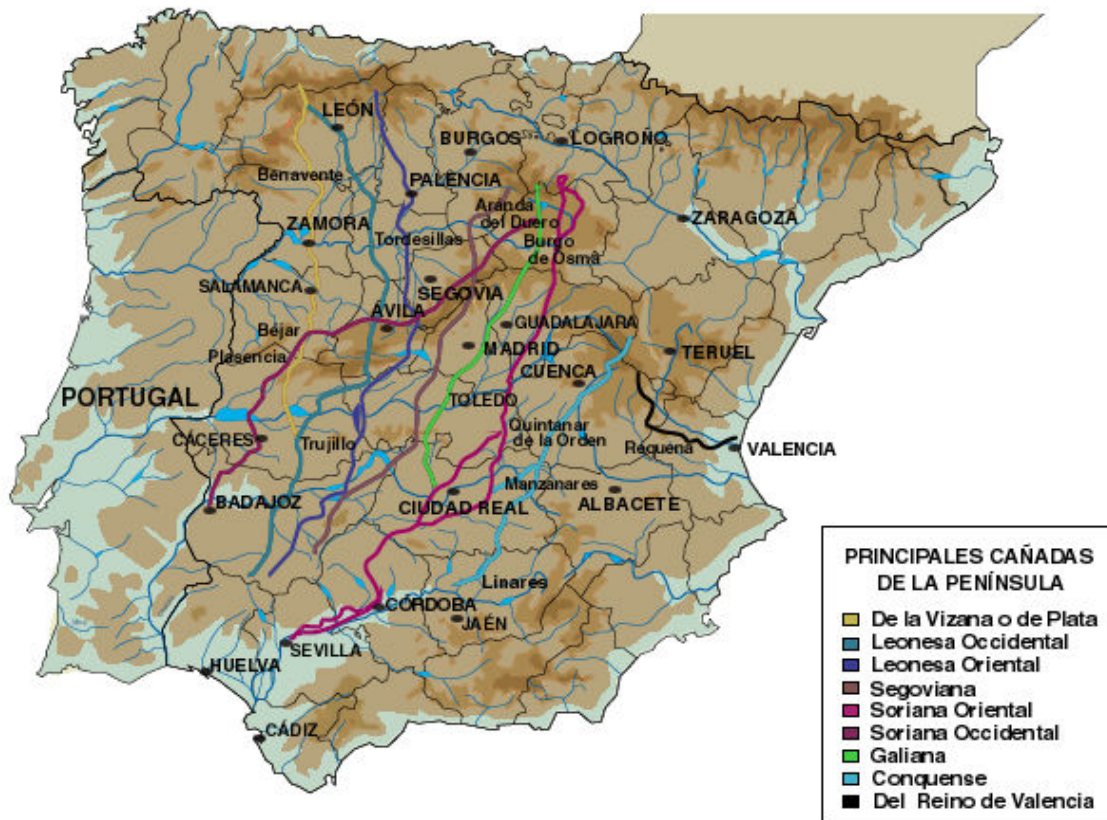 LEÓN
BURGOS
LOGROÑO
Benavente
PALENCIA
ZAMORA
Aranda
del Duero
ZARAGOZA
Tordesillas
Burgo
de Osma
SALAMANCA
SEGOVIA
ÁVILA
Béjar
GUADALAJARA
Plasencia
MADRID
TERUEL
CUENCA
PORTUGAL
TOLEDO
CÁCERES
Trujillo
Quintanar
de la Orden
Requena
VALENCIA
Manzanares
BADAJOZ
CIUDAD REAL
ALBACETE
Linares
CÓRDOBA
JAÉN
SEVILLA
HUELVA
CÁDIZ
PRINCIPALES CAÑADAS
DE LA PENÍNSULA
De la Vizana o de Plata
Leonesa Occidental
Leonesa Oriental
Segoviana
Soriana Oriental
Soriana Occidental
Galiana
Conquense
Del Reino de Valencia